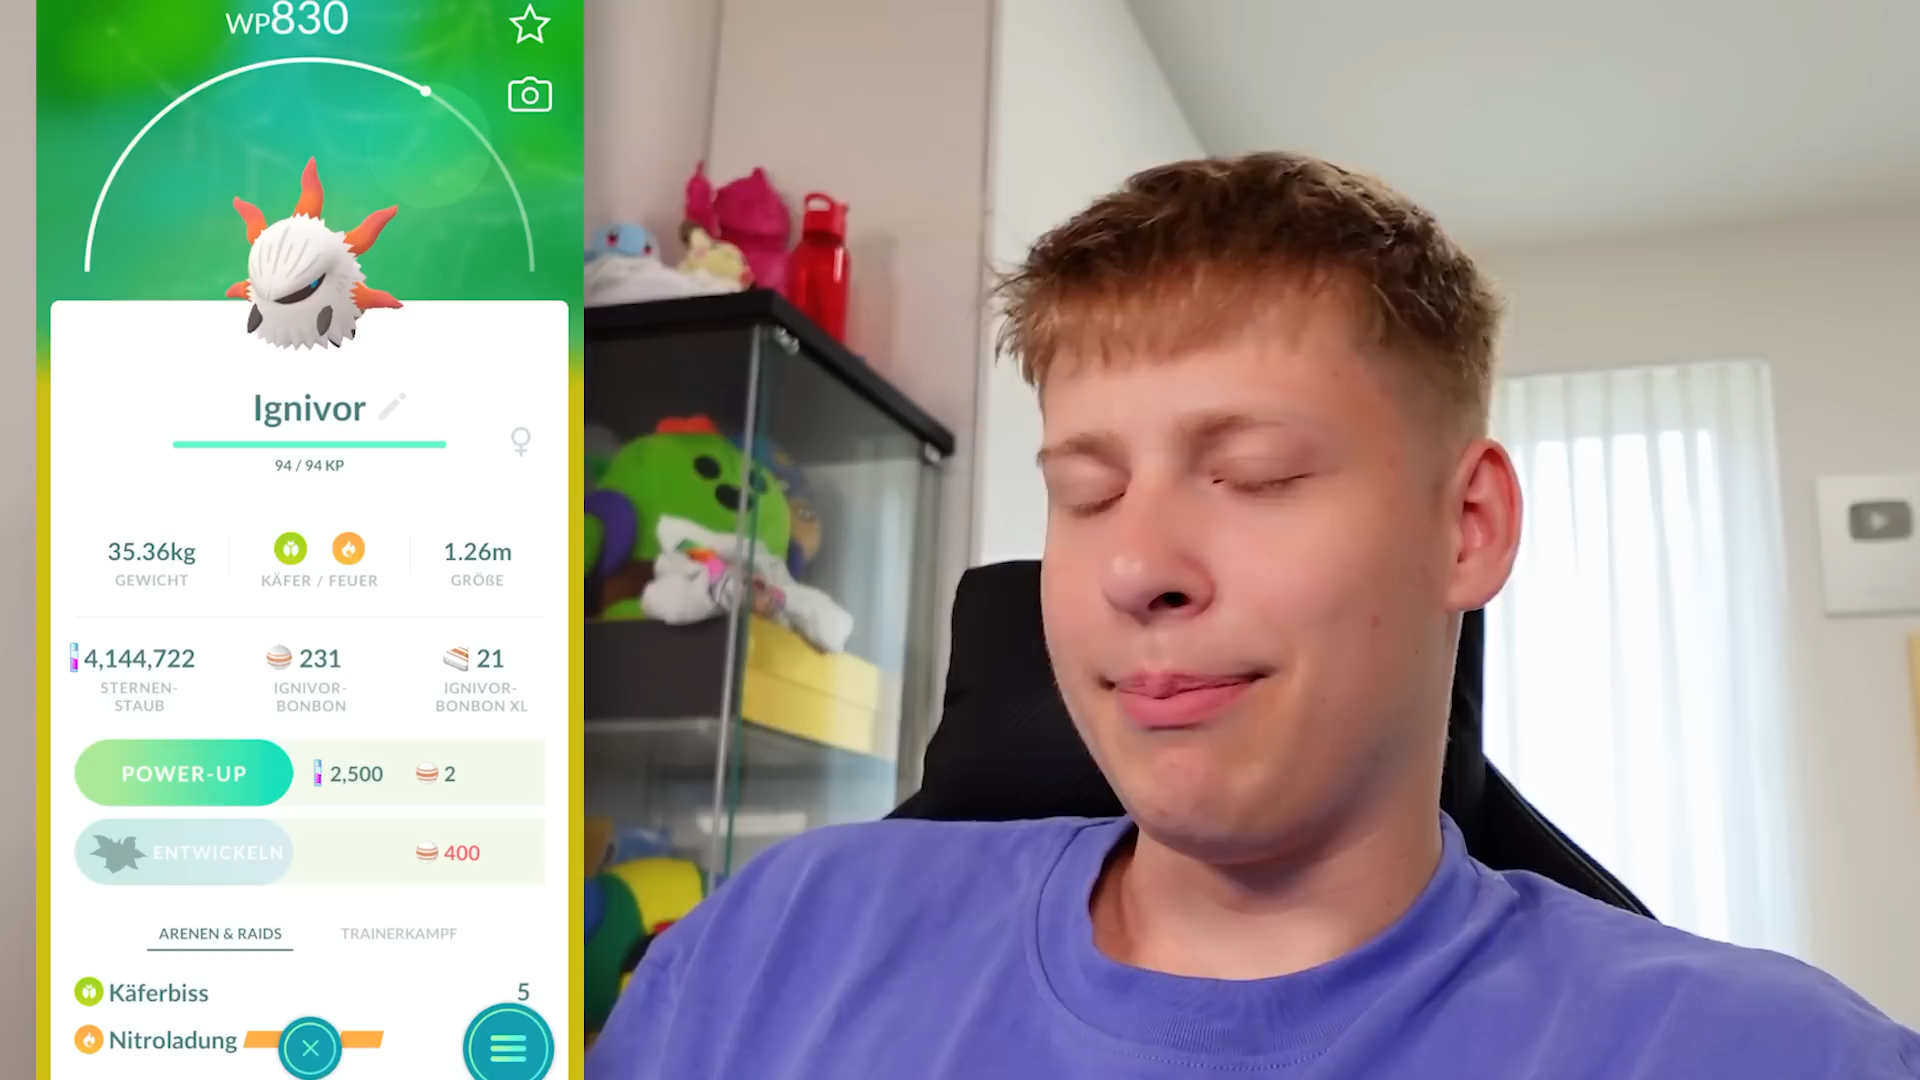 WP830
Ignivor
94 / 94 KP
35.36kg
GEWICHT
KÄFER / FEUER
1.26m
GRÖẞE
4,144,722
STERNEN-
STAUB
231
IGNIVOR-
BONBON
21
IGNIVOR-
BONBON XL
POWER-UP
2,500
2
ENTWICKELN
400
ARENEN & RAIDS
TRAINERKAMPF
Käferbiss
5
Nitroladung